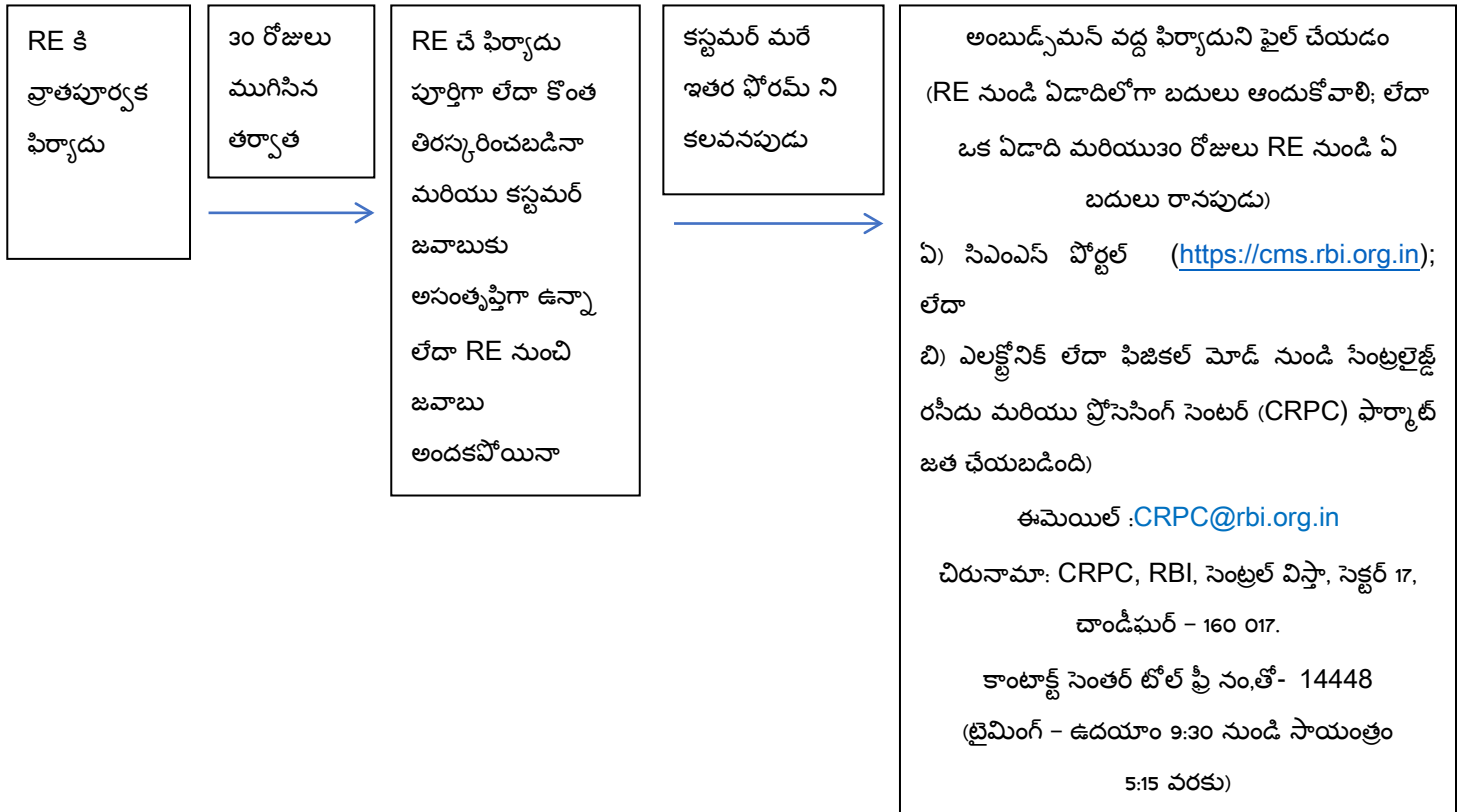 RE కి
వ్రాతపూర్వక
ఫిర్యాదు
30 రోజులు
ముగిసిన
తర్వాత
RE చే ఫిర్యాదు
పూర్తిగా లేదా కొంత
తిరస్కరించబడినా
మరియు కస్టమర్
జవాబుకు
అసంతృప్తిగా ఉన్నా
లేదా RE నుంచి
జవాబు
అందకపోయినా
కస్టమర్ మరే
ఇతర ఫోరమ్ ని
కలవనపుడు
అంబుడ్స్‌మన్ వద్ద ఫిర్యాదుని ఫైల్ చేయడం
(RE నుండి ఏడాదిలోగా బదులు ఆందుకోవాలి; లేదా
ఒక ఏడాది మరియు30 రోజులు RE నుండి ఏ
బదులు రానపుడు)
ఏ) సిఎంఎస్ పోర్టల్ (https://cms.rbi.org.in);
లేదా
బి) ఎలక్ట్రోనిక్ లేదా ఫిజికల్ మోడ్ నుండి సేంట్రలైజ్డ్
రసీదు మరియు ప్రోసెసింగ్ సెంటర్ (CRPC) ఫార్మాట్
జత ఛేయబడింది)
ఈమెయిల్ :CRPC@rbi.org.in
చిరునామా: CRPC, RBI, సెంట్రల్ విస్తా, సెక్టర్ 17,
చాండీఘర్ – 160 017.
కాంటాక్ట్ సెంతర్ టోల్ ఫ్రీ నం,తో- 14448
(టైమింగ్ – ఉదయాం 9:30 నుండి సాయంత్రం
5:15 వరకు)